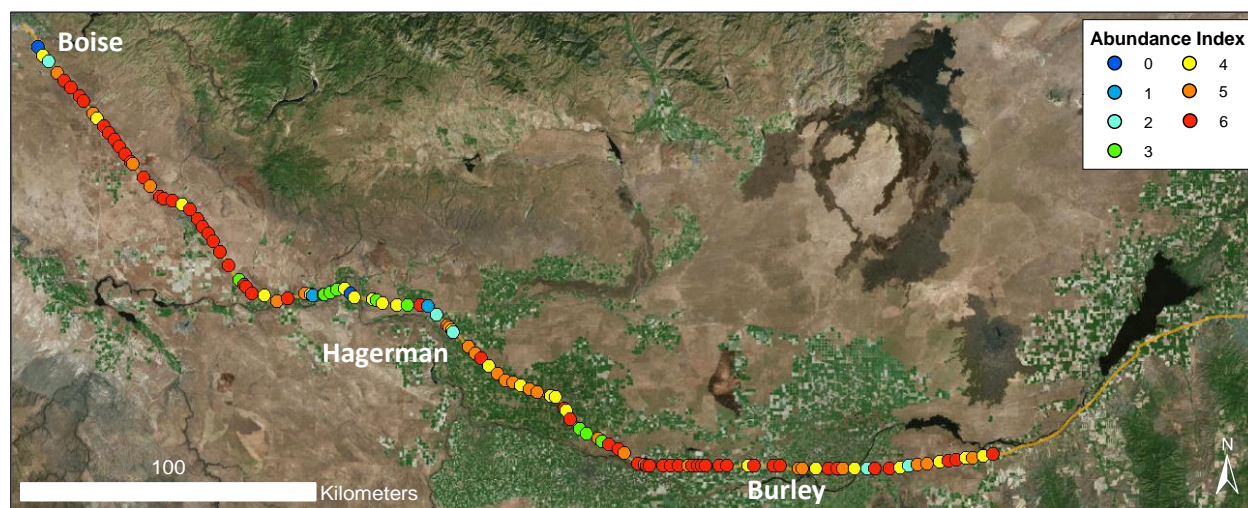 Boise
Abundance Index
0 4
1 5
2 6
3
Hagerman
100
Kilometers
Burley
N